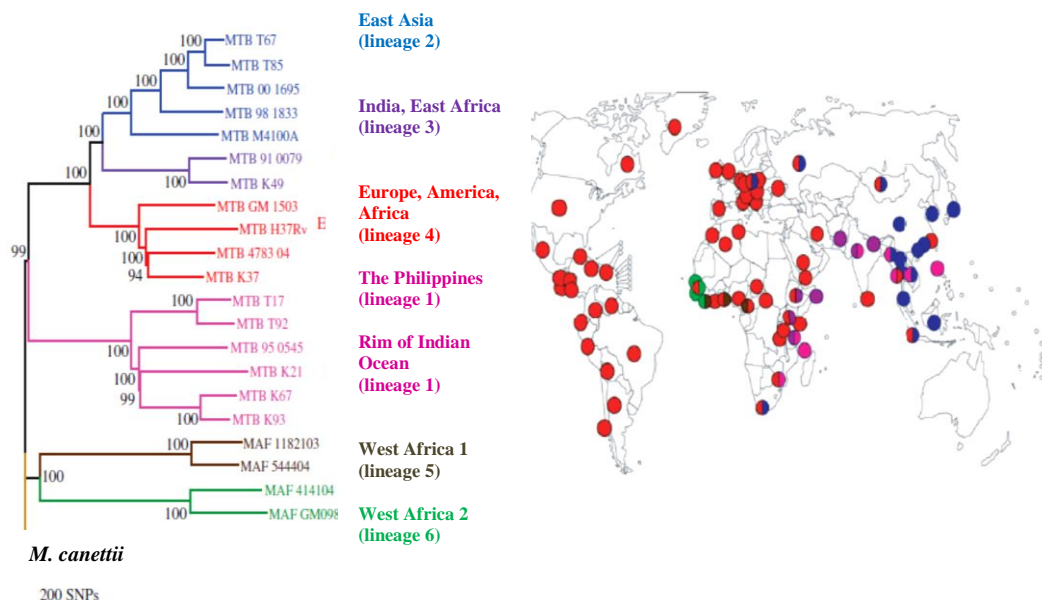 100
MTB T67
100
MTB T85
100
MTB 00 1695
100
MTB 98 1833
100
MTB M4100A
100
MTB 91 0079
100
MTB K49
100
MTB GM 1503
100
MTB H37Rv E
MTB 4783 04
94
MTB K37
99
100
MTB T17
MTB T92
100
MTB 95 0545
100
MTB K21
99
MTB K67
100
MTB K93
100
MAF 1182103
MAF 544404
100
MAF 414104
100
MAF GM098
M. canettii
200 SNPs
East Asia
(lineage 2)
India, East Africa
(lineage 3)
Europe, America,
Africa
(lineage 4)
The Philippines
(lineage 1)
Rim of Indian
Ocean
(lineage 1)
West Africa 1
(lineage 5)
West Africa 2
(lineage 6)